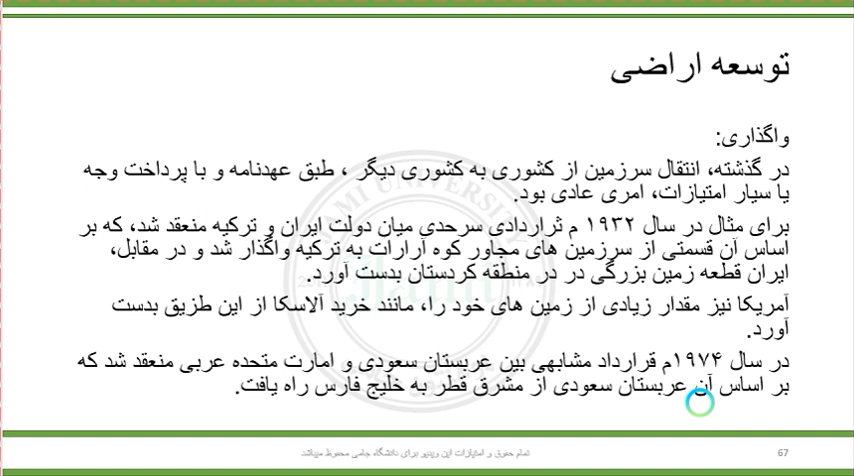 توسعه اراضی
واگذاری:
در گذشته، انتقال سرزمین از کشوری به کشوری دیگر ، طبق عهدنامه و با پرداخت وجه
یا سیار امتیازات، امری عادی بود.
برای مثال در سال ۱۹۳۲ م ثراردادی سرحدی میان دولت ایران و ترکیه منعقد شد، که بر
اساس آن قسمتی از سرزمین های مجاور کوه آرارات به ترکیه واگذار شد و در مقابل،
ایران قطعه زمین بزرگی در در منطقه کردستان بدست آورد.
آمریکا نیز مقدار زیادی از زمین های خود را، مانند خرید آلاسکا از این طزیق بدست
آورد.
در سال ۱۹۷۴م قرارداد مشابهی بین عربستان سعودی و امارت متحده عربی منعقد شد که
بر اساس آن عربستان سعودی از مشرق قطر به خلیج فارس راه یافت.
تمام حقوق و امتیازات این ویدیو برای دانشگاه جامی محفوظ میباشد
67